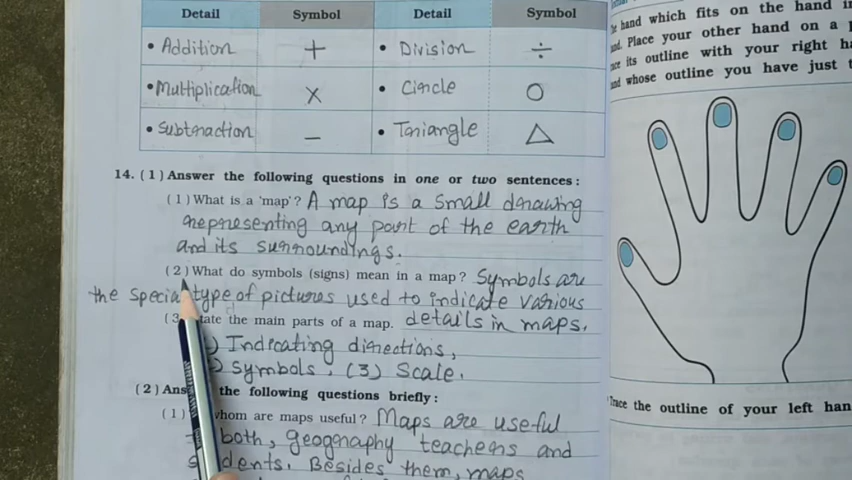 Detail Symbol Detail Symbol
• Addition + • Division ÷
• Multiplication × • Circle ○
• Subtraction − • Triangle △
14. (1) Answer the following questions in one or two sentences :
(1) What is a 'map'? A map is a small drawing
representing any part of the earth
and its surroundings.
(2) What do symbols (signs) mean in a map? Symbols are
the special type of pictures used to indicate various
(3 tate the main parts of a map. details in maps.
) Indicating directions,
) symbols, (3) Scale.
(2) Ans the following questions briefly :
(1) whom are maps useful? Maps are useful
both, geography teachers and
dents. Besides them, maps
hand which fits on the hand
Place your other hand on a
its outline with your right
whose outline you have just
Trace the outline of your left